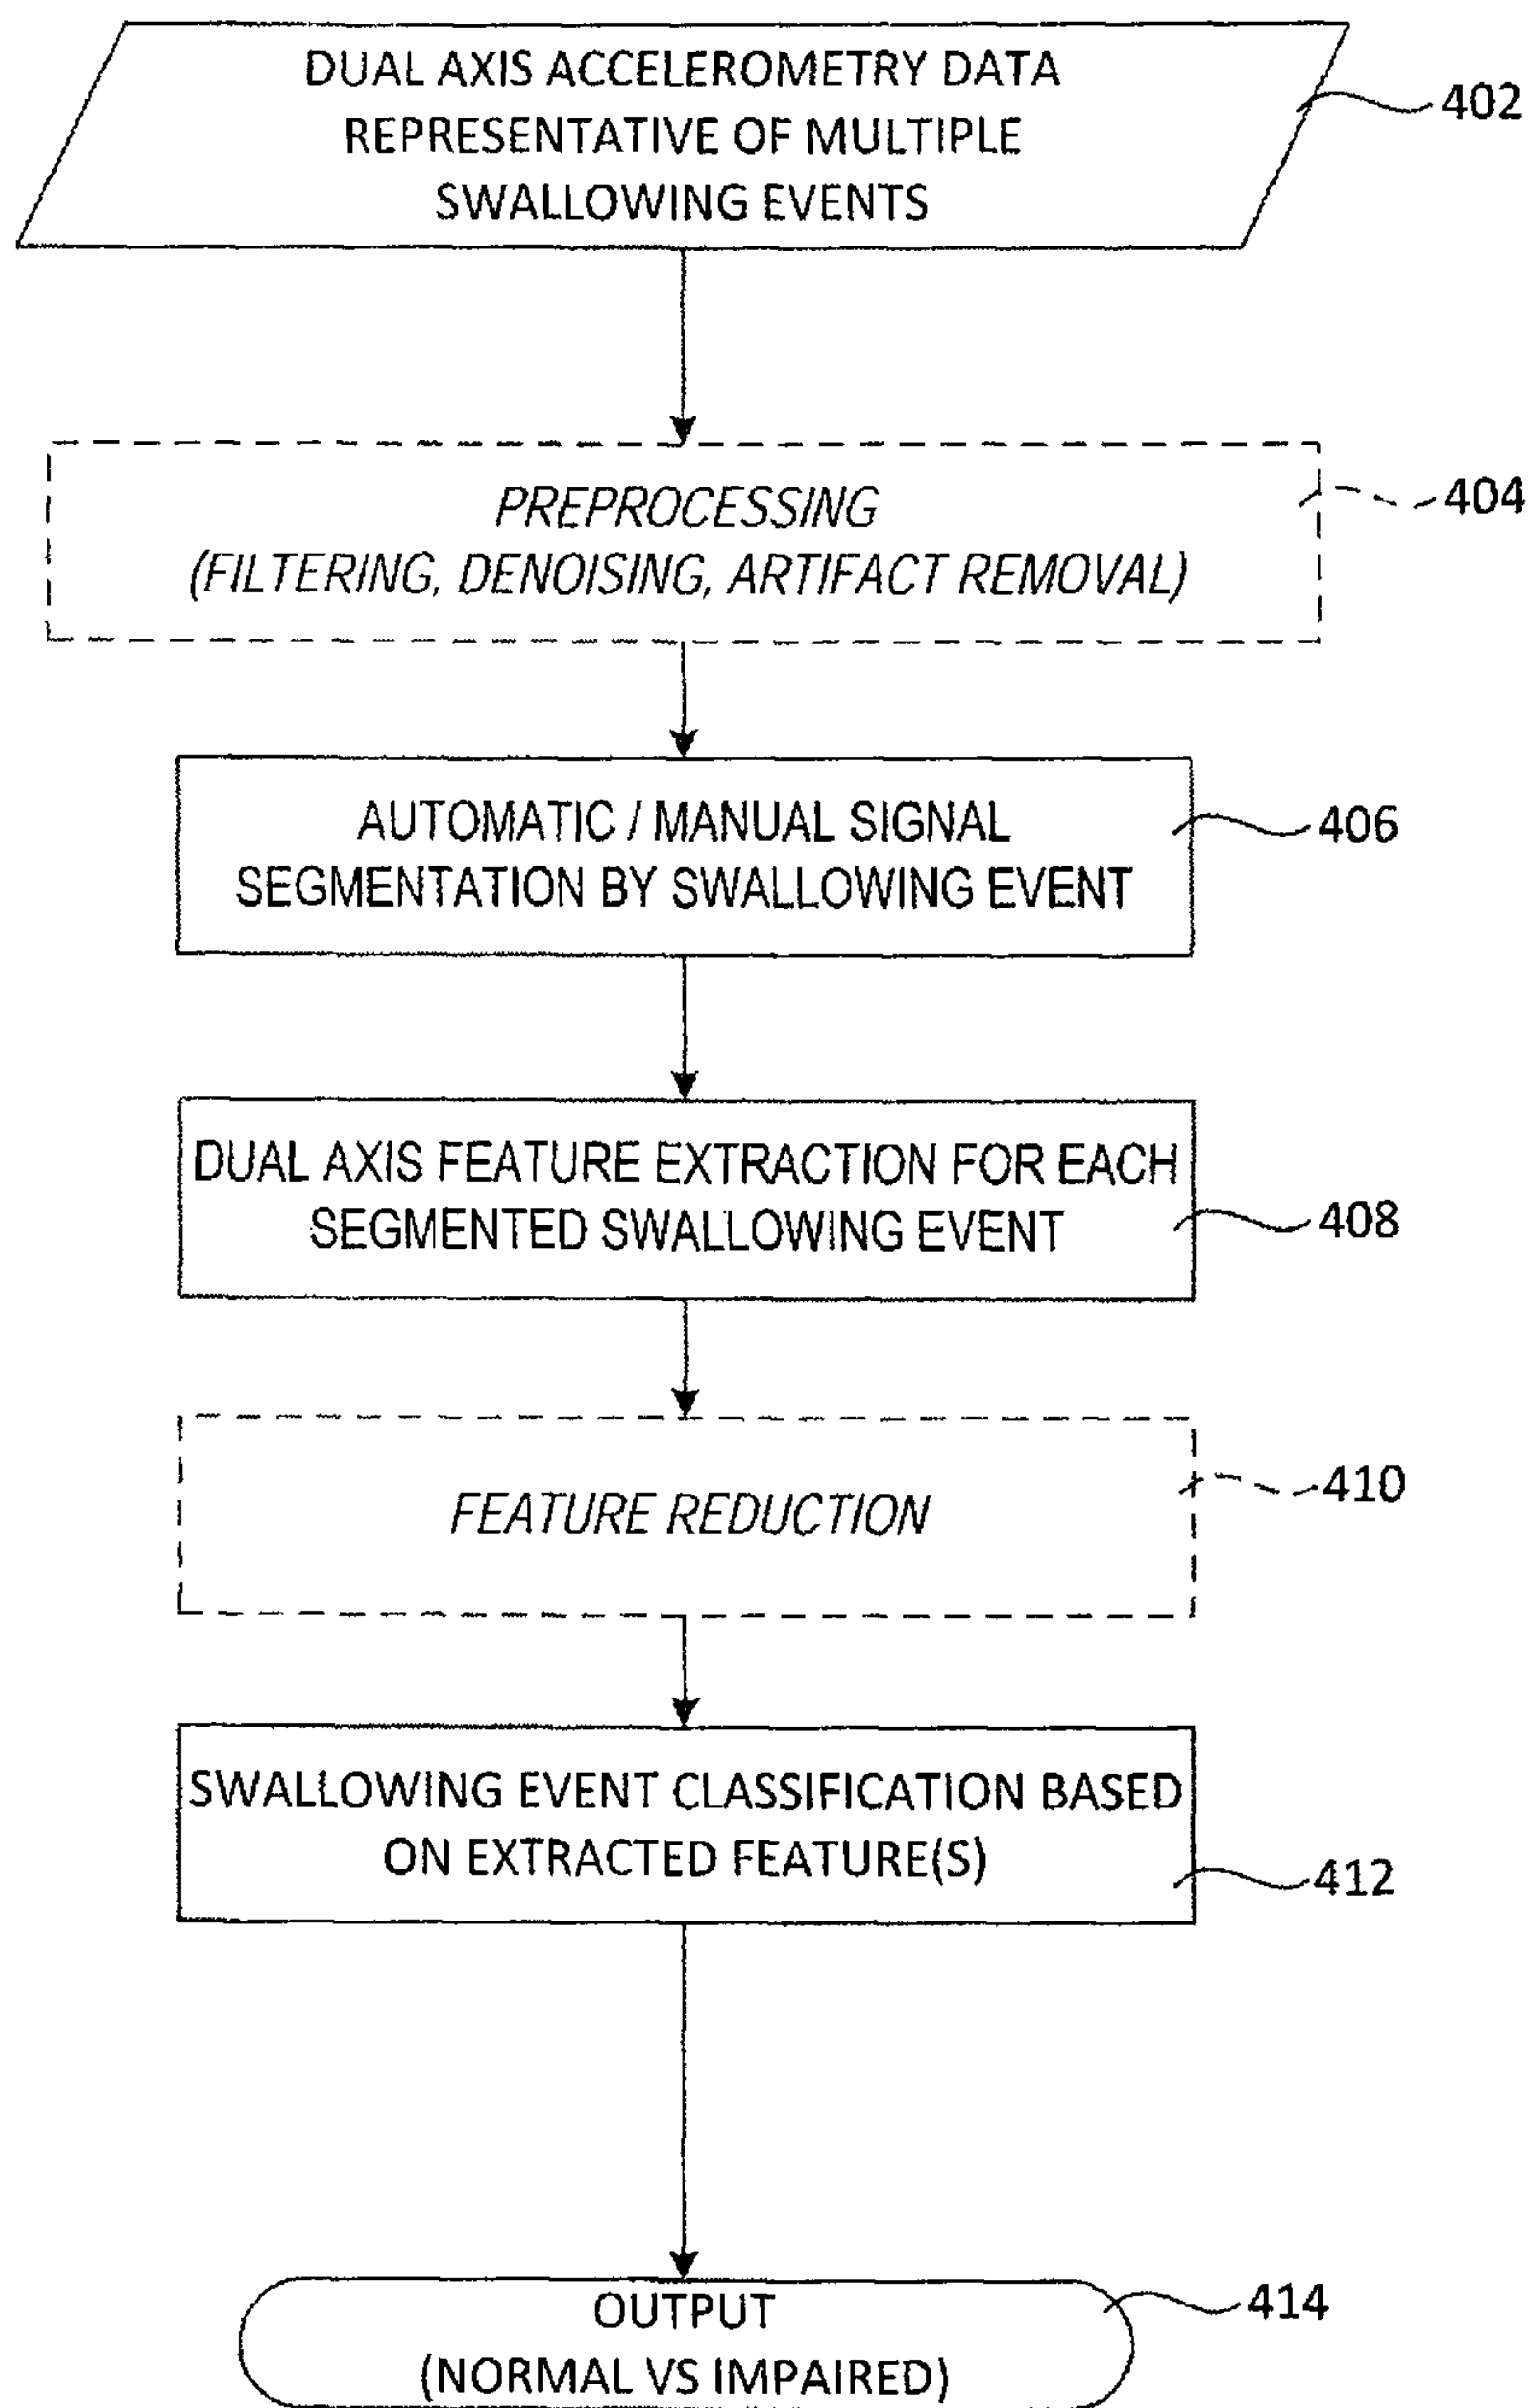 DUAL AXIS ACCELEROMETRY DATA
REPRESENTATIVE OF MULTIPLE
SWALLOWING EVENTS
402
PREPROCESSING
(FILTERING, DENOISING, ARTIFACT REMOVAL)
404
AUTOMATIC / MANUAL SIGNAL
SEGMENTATION BY SWALLOWING EVENT
406
DUAL AXIS FEATURE EXTRACTION FOR EACH
SEGMENTED SWALLOWING EVENT
408
FEATURE REDUCTION
410
SWALLOWING EVENT CLASSIFICATION BASED
ON EXTRACTED FEATURE(S)
412
OUTPUT
(NORMAL VS IMPAIRED)
414